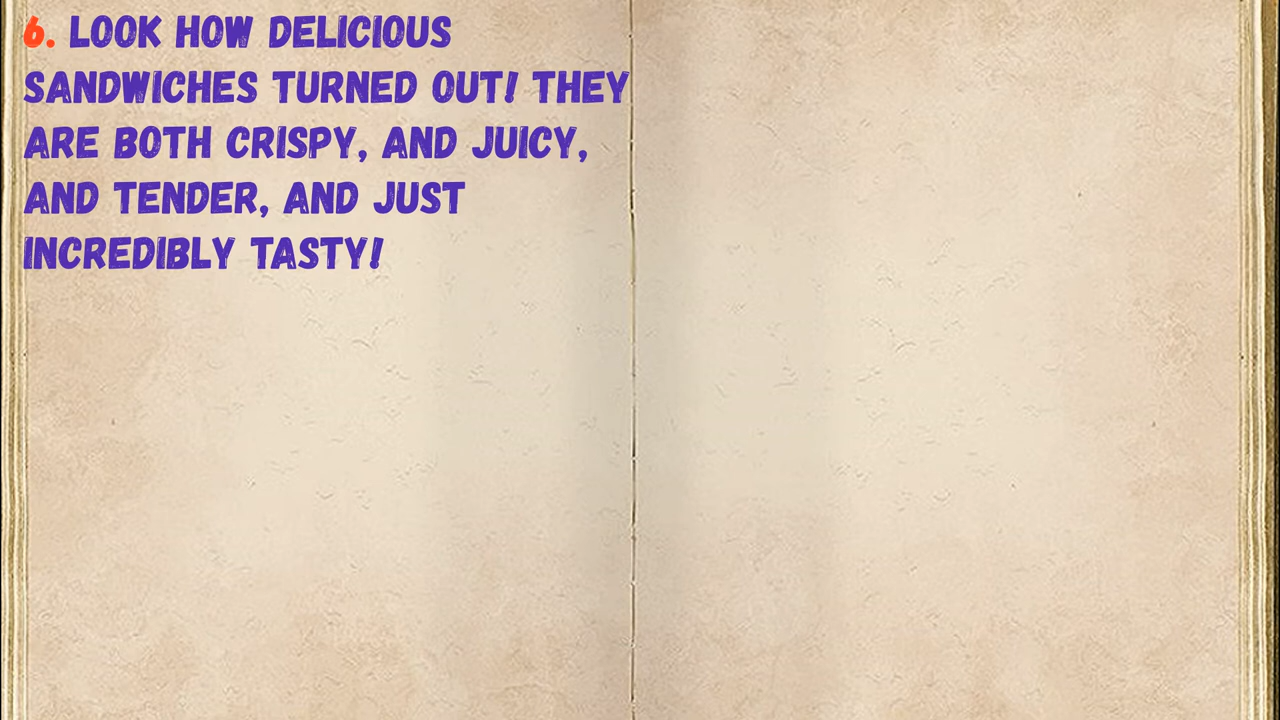 6. LOOK HOW DELICIOUS
SANDWICHES TURNED OUT! THEY
ARE BOTH CRISPY, AND JUICY,
AND TENDER, AND JUST
INCREDIBLY TASTY!